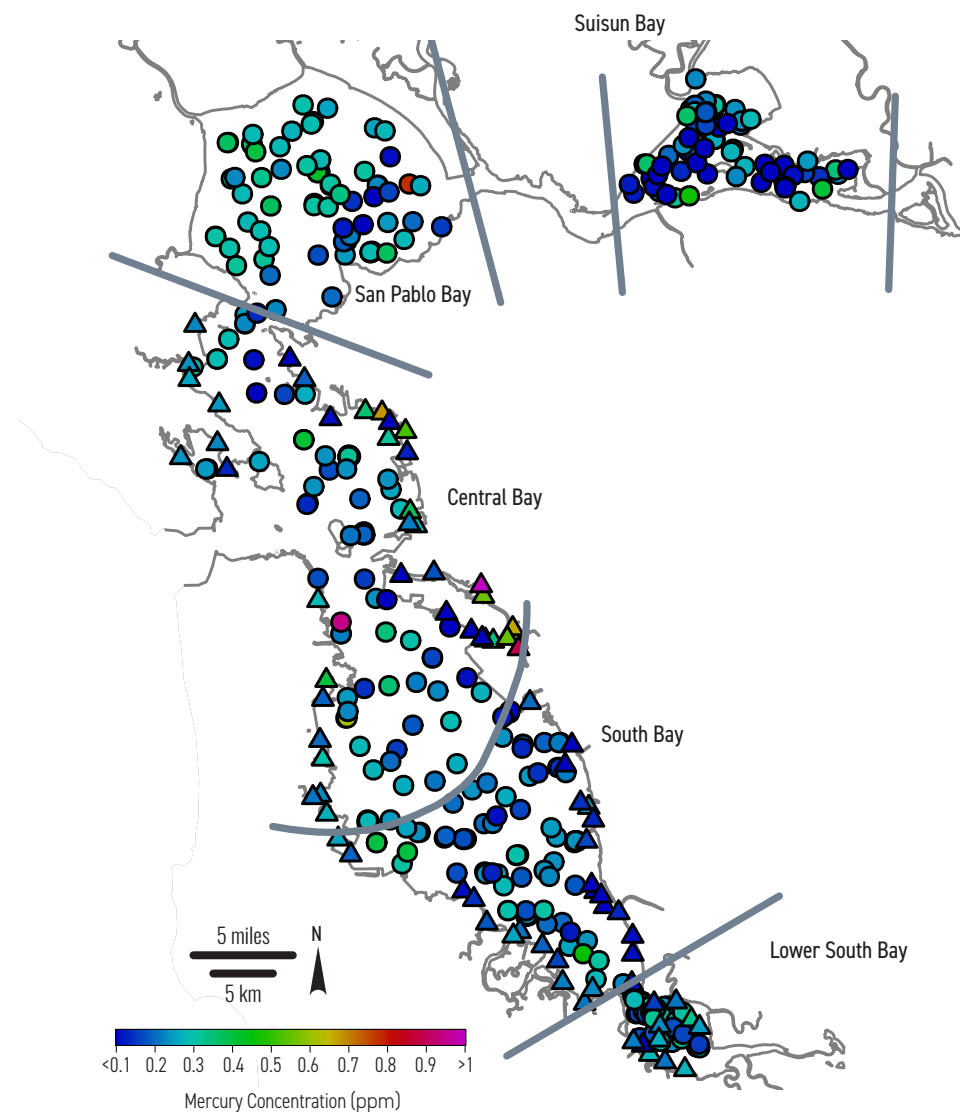 Suisun Bay
San Pablo Bay
Central Bay
South Bay
Lower South Bay
5 miles
N
5 km
<0.1 0.2 0.3 0.4 0.5 0.6 0.7 0.8 0.9 >1
Mercury Concentration (ppm)